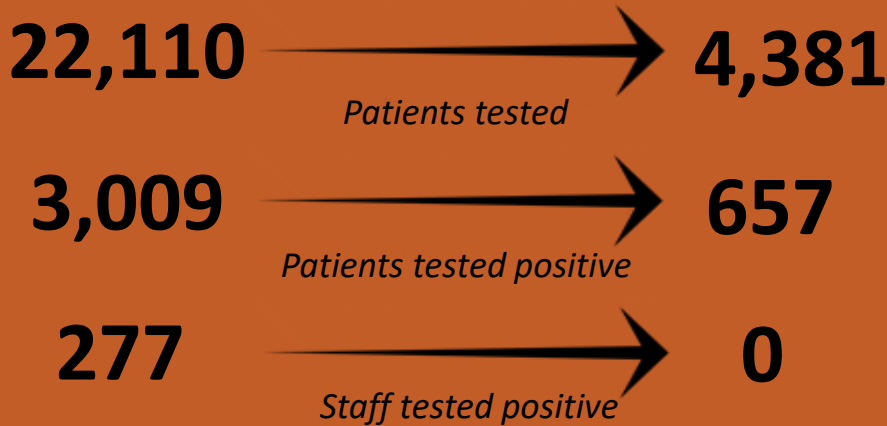 22,110 4,381
Patients tested
3,009 657
Patients tested positive
277 0
Staff tested positive